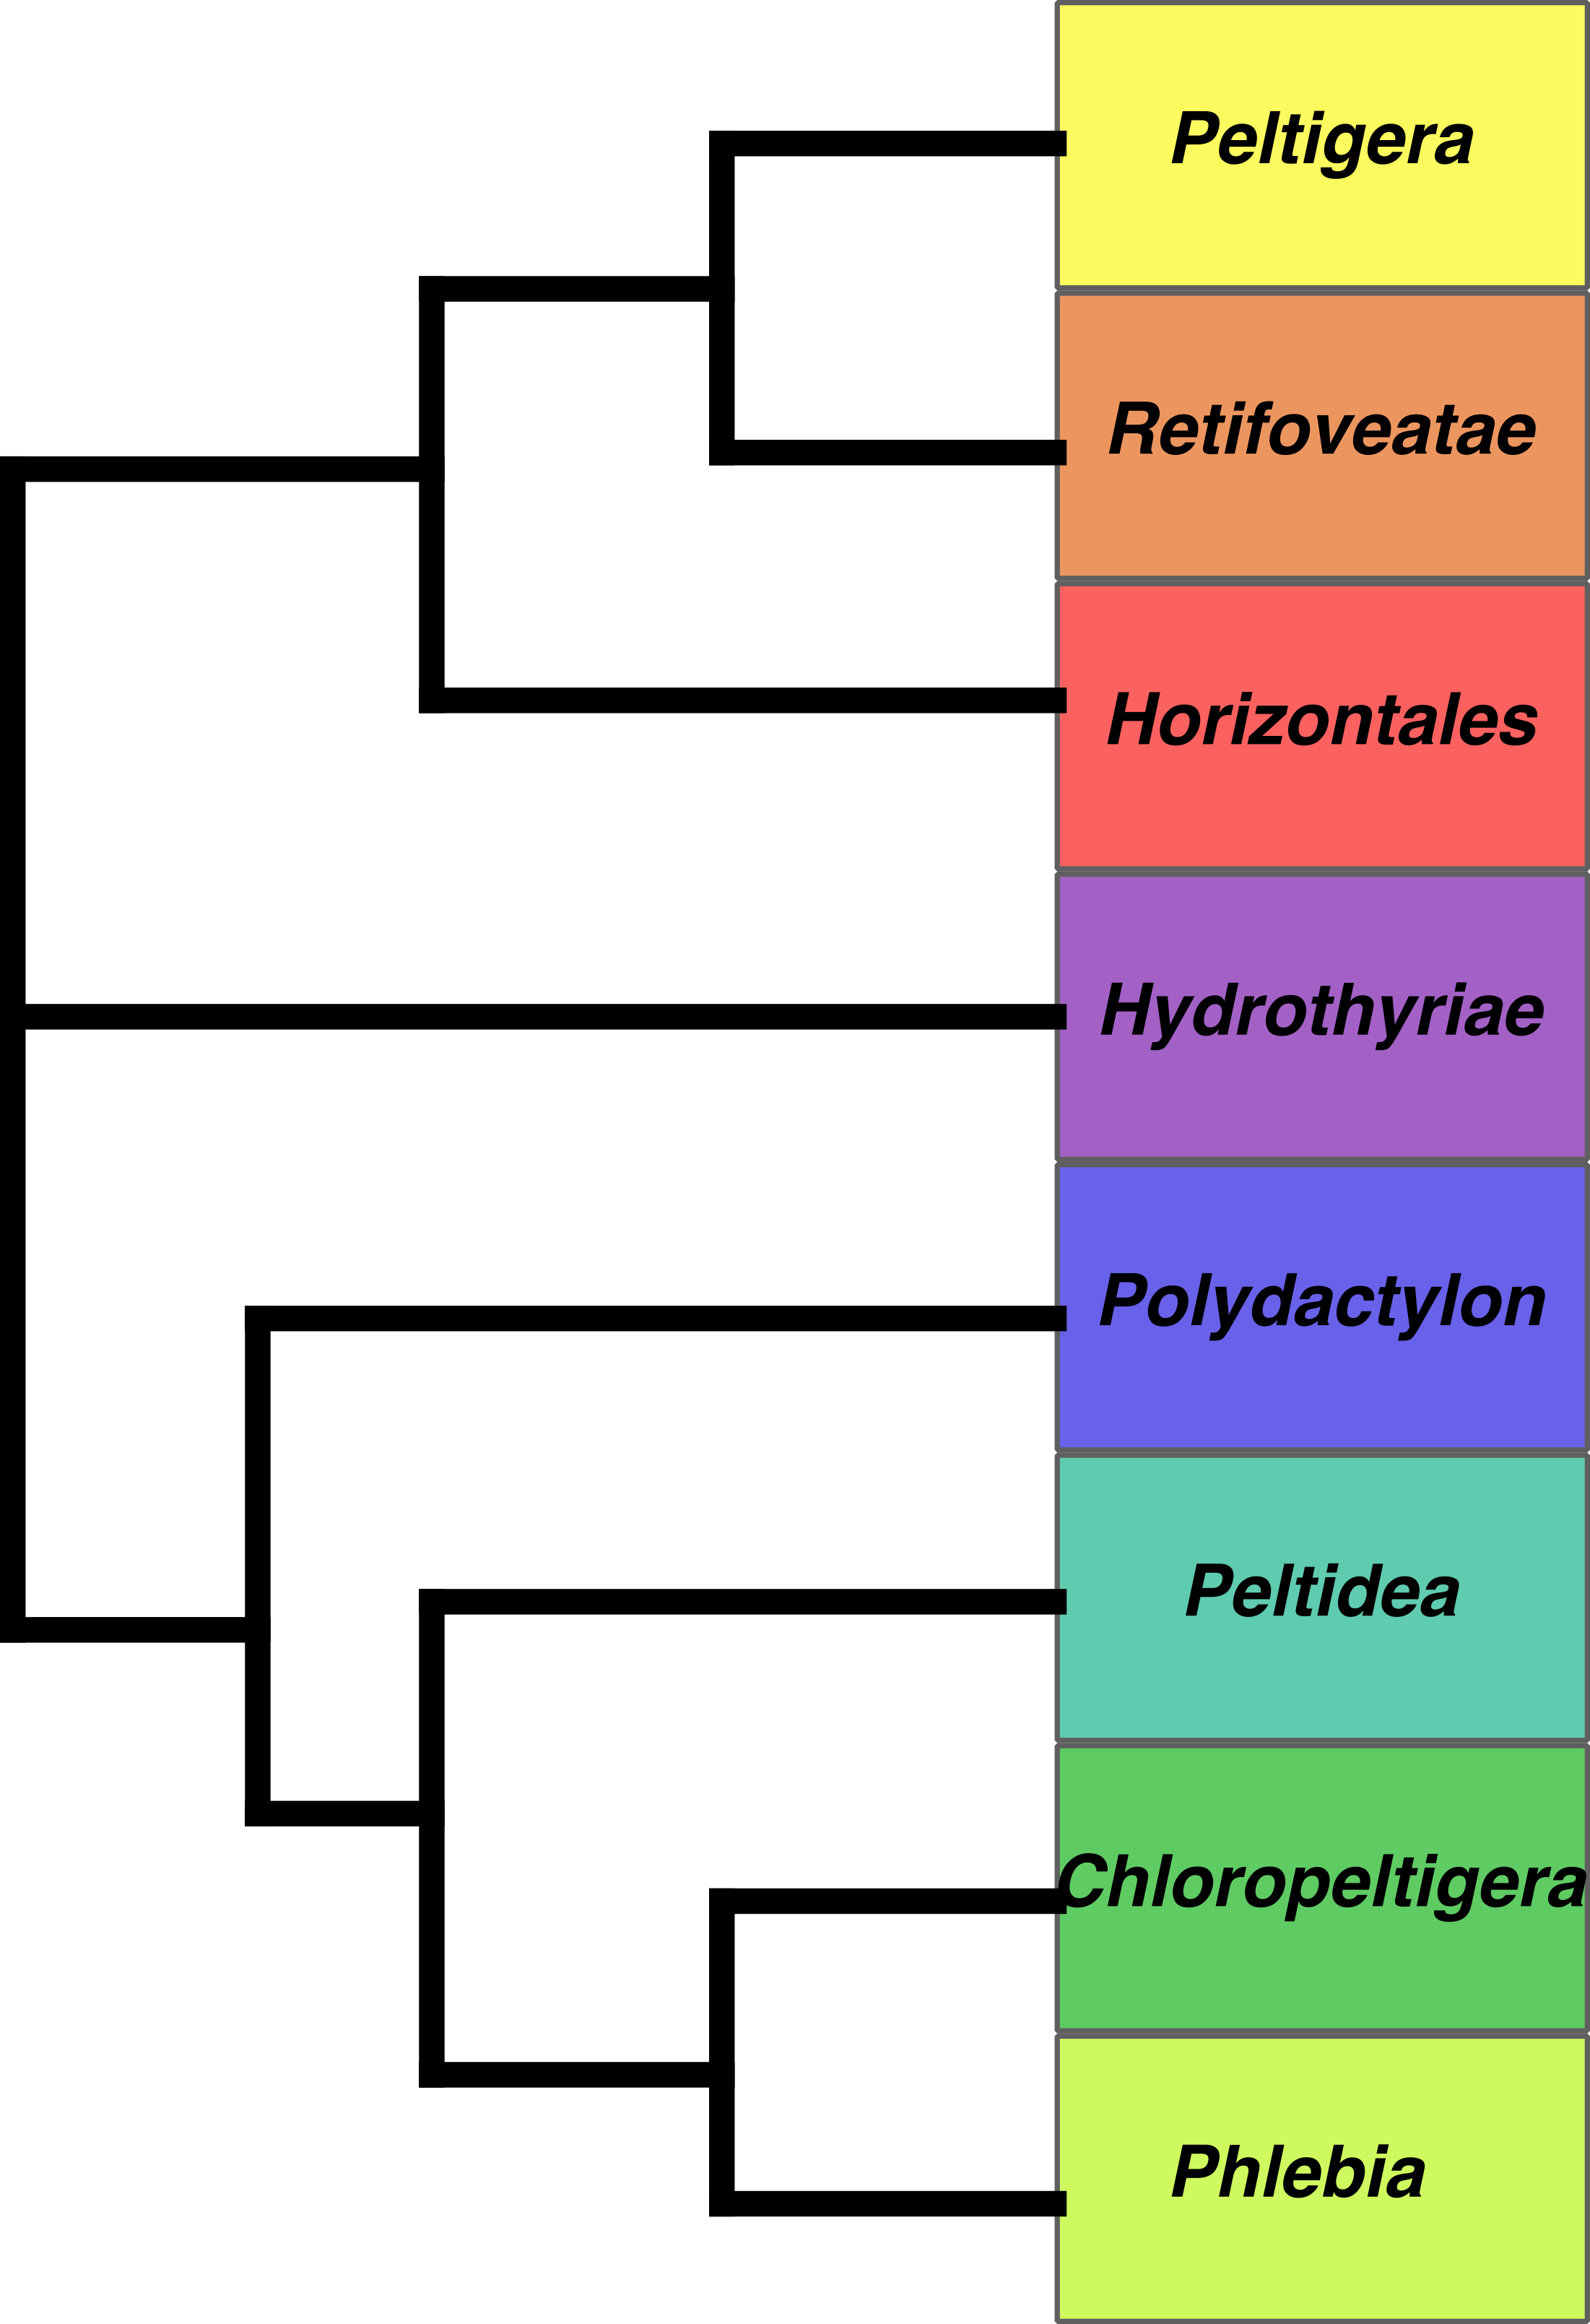 Peltigera
Retifoveatae
Horizontales
Hydrothyriae
Polydactylon
Peltidea
Chloropeltigera
Phlebia